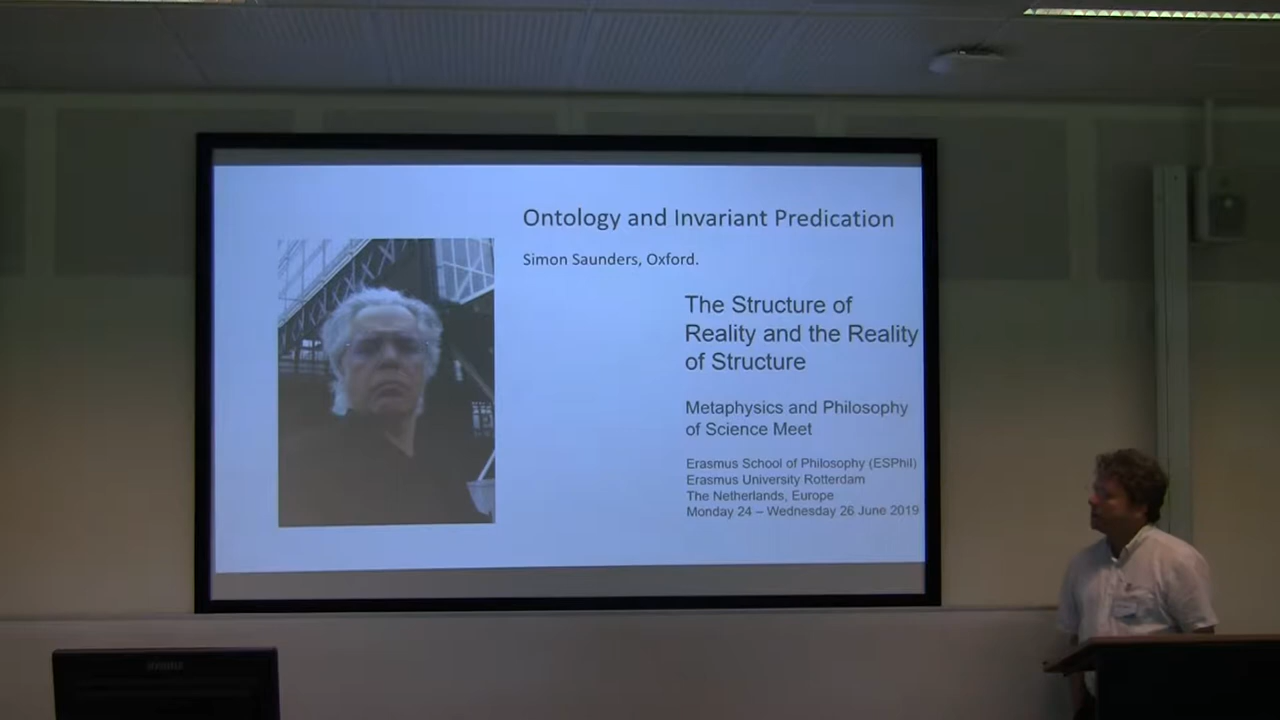 Ontology and Invariant Predication
Simon Saunders, Oxford.
The Structure of
Reality and the Reality
of Structure
Metaphysics and Philosophy
of Science Meet
Erasmus School of Philosophy (ESPhil)
Erasmus University Rotterdam
The Netherlands, Europe
Monday 24 – Wednesday 26 June 2019